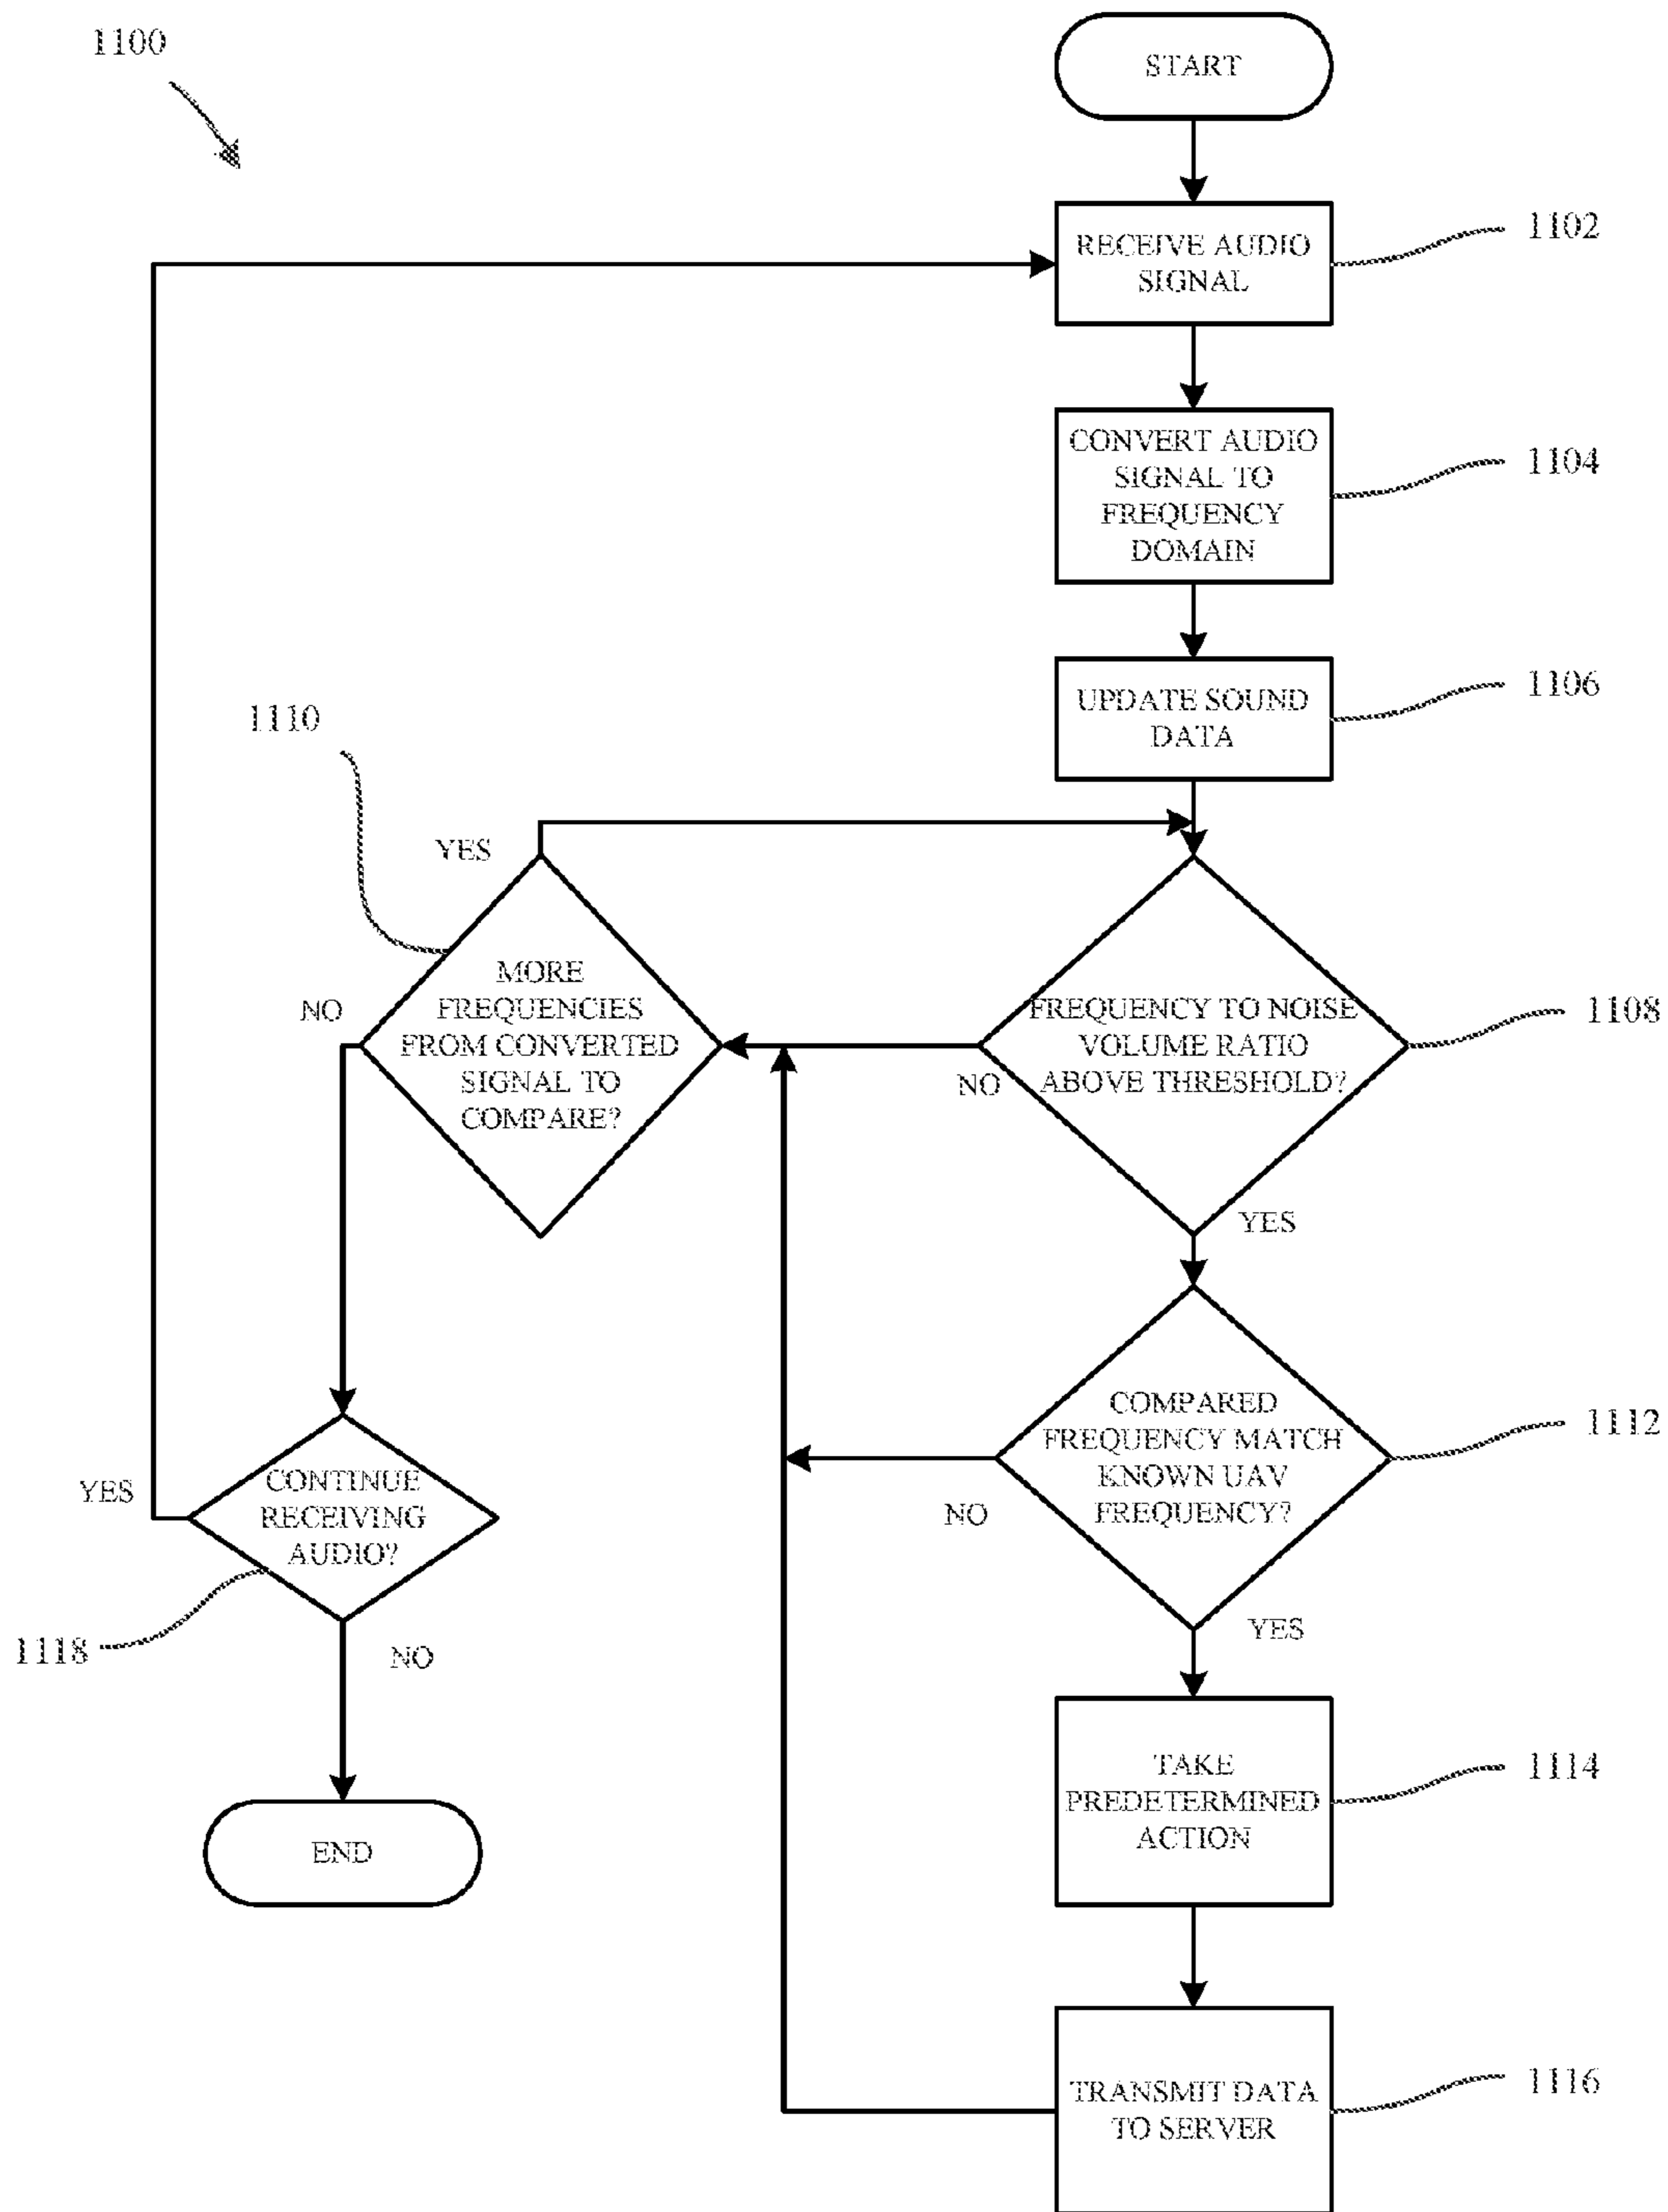 1100
START
RECEIVE AUDIO
SIGNAL
1102
CONVERT AUDIO
SIGNAL TO
FREQUENCY
DOMAIN
1104
UPDATE SOUND
DATA
1106
1110
YES
MORE
FREQUENCIES
FROM CONVERTED
SIGNAL TO
COMPARE?
NO
FREQUENCY TO NOISE
VOLUME RATIO
ABOVE THRESHOLD?
1108
NO
YES
COMPARED
FREQUENCY MATCH
KNOWN UAV
FREQUENCY?
1112
NO
YES
CONTINUE
RECEIVING
AUDIO?
YES
1118
NO
TAKE
PREDETERMINED
ACTION
1114
END
TRANSMIT DATA
TO SERVER
1116